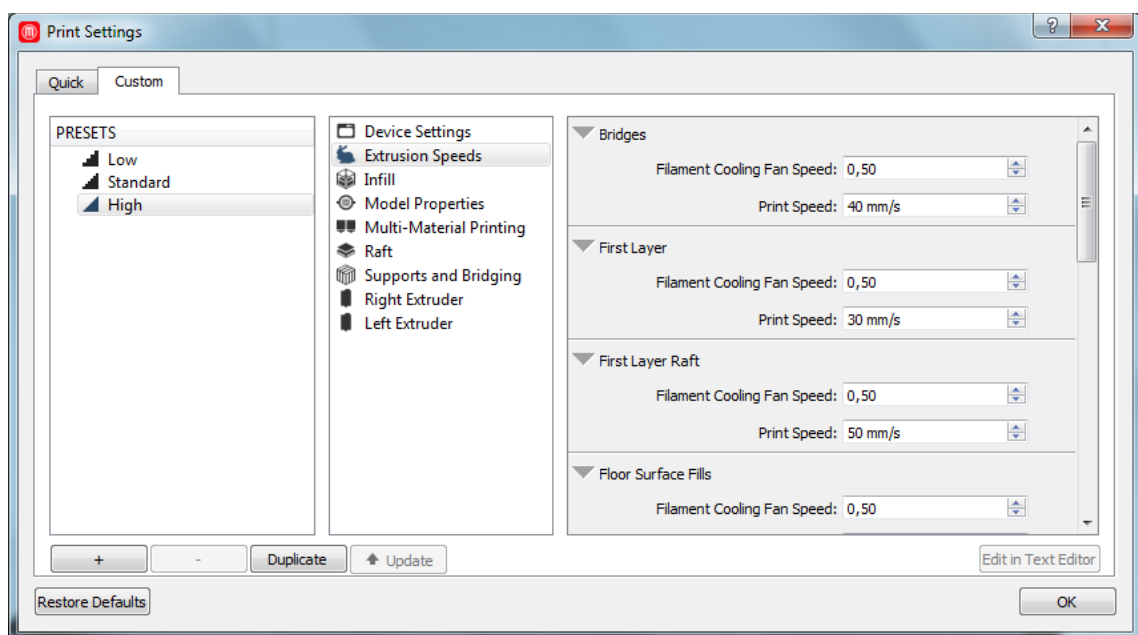 Print Settings
Quick
Custom
PRESETS
Low
Standard
High
Device Settings
Extrusion Speeds
Infill
Model Properties
Multi-Material Printing
Raft
Supports and Bridging
Right Extruder
Left Extruder
Bridges
Filament Cooling Fan Speed: 0,50
Print Speed: 40 mm/s
First Layer
Filament Cooling Fan Speed: 0,50
Print Speed: 30 mm/s
First Layer Raft
Filament Cooling Fan Speed: 0,50
Print Speed: 50 mm/s
Floor Surface Fills
Filament Cooling Fan Speed: 0,50
+
-
Duplicate
Update
Edit in Text Editor
Restore Defaults
OK